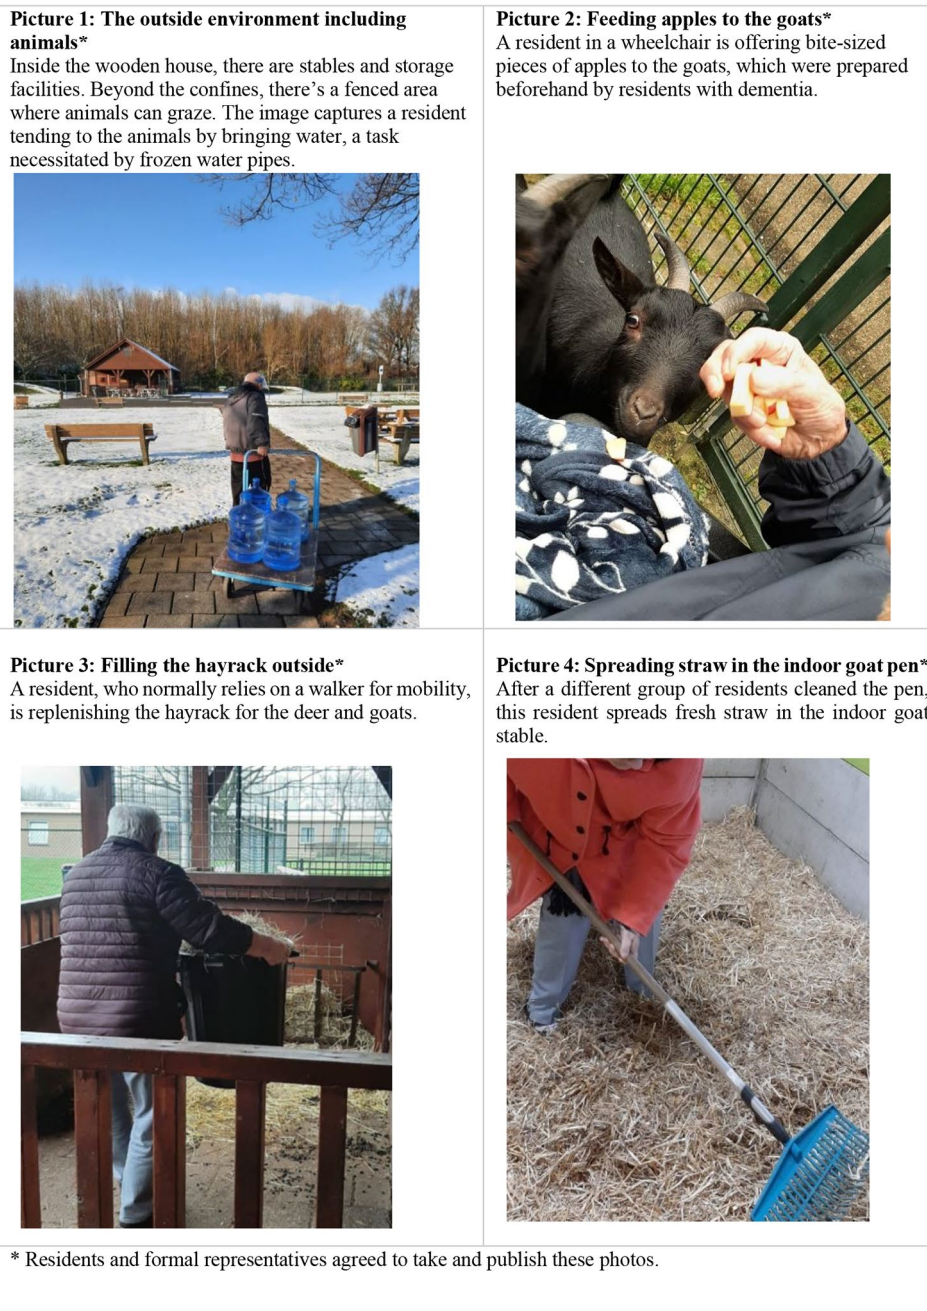 Picture 1: The outside environment including
animals*
Inside the wooden house, there are stables and storage
facilities. Beyond the confines, there’s a fenced area
where animals can graze. The image captures a resident
tending to the animals by bringing water, a task
necessitated by frozen water pipes.
Picture 2: Feeding apples to the goats*
A resident in a wheelchair is offering bite-sized
pieces of apples to the goats, which were prepared
beforehand by residents with dementia.
Picture 3: Filling the hayrack outside*
A resident, who normally relies on a walker for mobility,
is replenishing the hayrack for the deer and goats.
Picture 4: Spreading straw in the indoor goat pen*
After a different group of residents cleaned the pen,
this resident spreads fresh straw in the indoor goat
stable.
* Residents and formal representatives agreed to take and publish these photos.